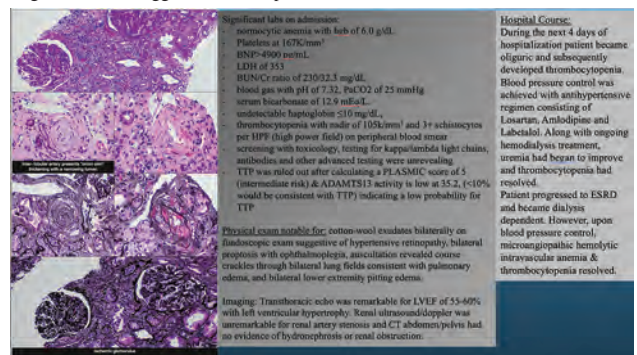 Significant labs on admission:
- normocytic anemia with hgb of 6.0 g/dL
- Platelets at 167K/mm³
- BNP>4900 pg/mL
- LDH of 353
- BUN/Cr ratio of 230/32.3 mg/dL
- blood gas with pH of 7.32, PaCO2 of 25 mmHg
- serum bicarbonate of 12.9 mEq/L
- undetectable haptoglobin ≤10 mg/dL,
- thrombocytopenia with nadir of 105k/mm³ and 3+ schistocytes
per HPF (high power field) on peripheral blood smear
- screening with toxicology, testing for kappa/lambda light chains,
antibodies and other advanced testing were unrevealing
- TTP was ruled out after calculating a PLASMIC score of 5
(intermediate risk) & ADAMTS13 activity is low at 35.2, (<10%
would be consistent with TTP) indicating a low probability for
TTP
Physical exam notable for: cotton-wool exudates bilaterally on
fundoscopic exam suggestive of hypertensive retinopathy, bilateral
proptosis with ophthalmoplegia, auscultation revealed course
crackles through bilateral lung fields consistent with pulmonary
edema, and bilateral lower extremity pitting edema.
Imaging: Transthoracic echo was remarkable for LVEF of 55-60%
with left ventricular hypertrophy. Renal ultrasound/doppler was
unremarkable for renal artery stenosis and CT abdomen/pelvis had
no evidence of hydronephrosis or renal obstruction.
Hospital Course:
During the next 4 days of
hospitalization patient became
oliguric and subsequently
developed thrombocytopenia.
Blood pressure control was
achieved with antihypertensive
regimen consisting of
Losartan, Amlodipine and
Labetalol. Along with ongoing
hemodialysis treatment,
uremia had began to improve
and thrombocytopenia had
resolved.
Patient progressed to ESRD
and became dialysis
dependent. However, upon
blood pressure control,
microangiopathic hemolytic
intravascular anemia &
thrombocytopenia resolved.
Inter-lobular artery presents "onion skin"
thickening with a narrowing lumen
Ischemic glomerulus